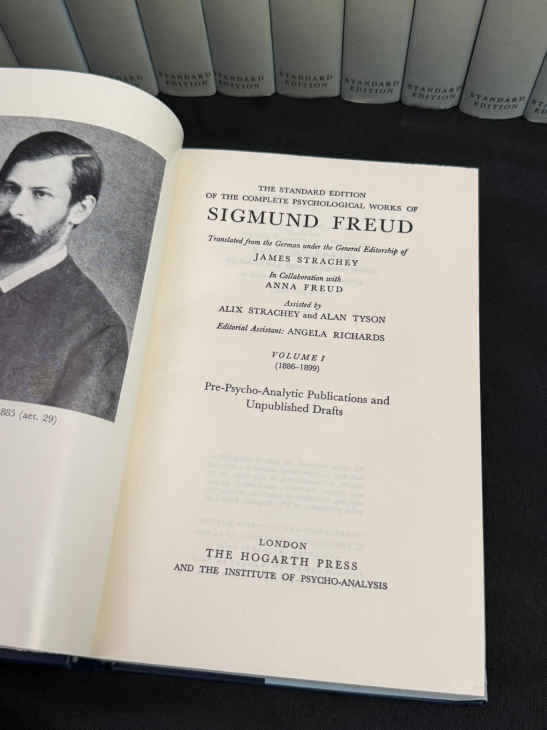 STANDARD
EDITION
STANDARD
EDITION
STANDARD
EDITION
STANDARD
EDITION
STANDARD
EDITION
STANDARD
EDITION
STANDARD
EDITION
885 (aet. 29)
THE STANDARD EDITION
OF THE COMPLETE PSYCHOLOGICAL WORKS OF
SIGMUND FREUD
Translated from the German under the General Editorship of
JAMES STRACHEY
In Collaboration with
ANNA FREUD
Assisted by
ALIX STRACHEY and ALAN TYSON
Editorial Assistant: ANGELA RICHARDS
VOLUME I
(1886–1899)
Pre-Psycho-Analytic Publications and
Unpublished Drafts
LONDON
THE HOGARTH PRESS
AND THE INSTITUTE OF PSYCHO-ANALYSIS